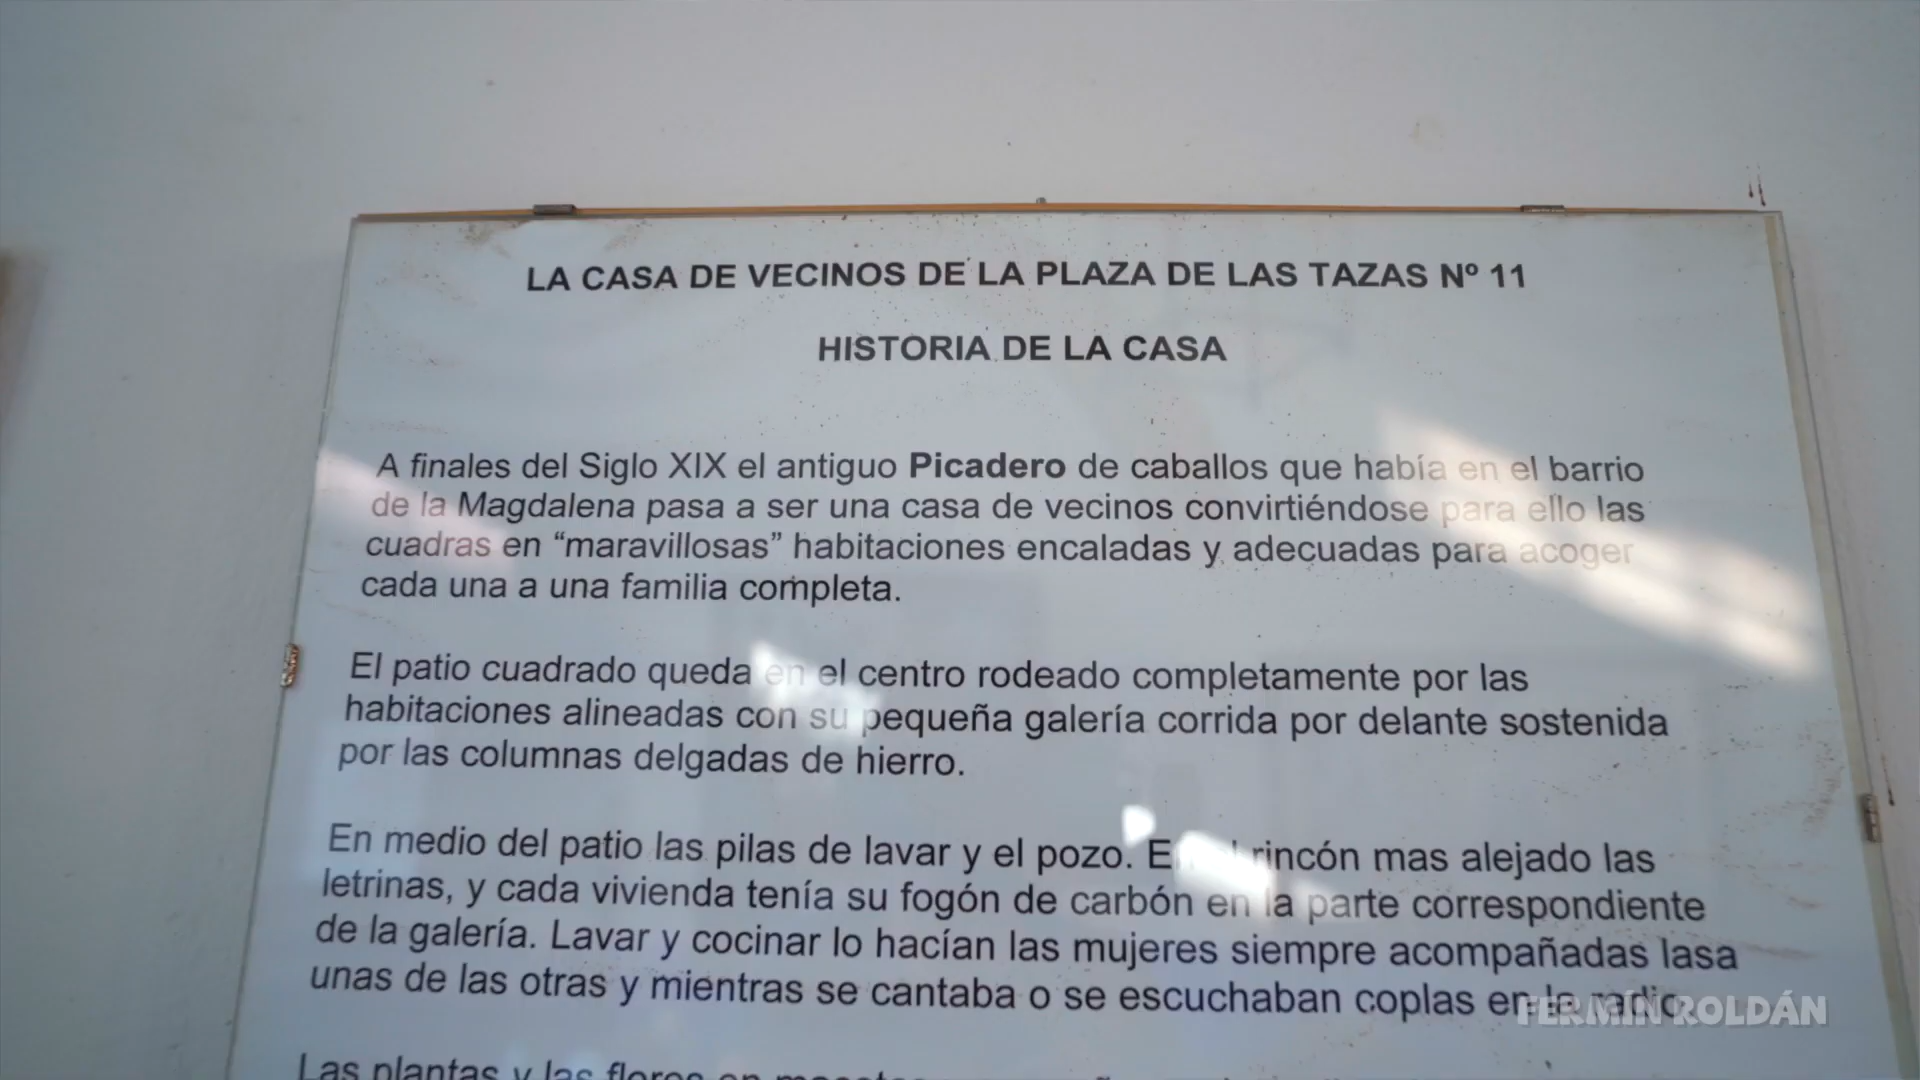 LA CASA DE VECINOS DE LA PLAZA DE LAS TAZAS Nº 11
HISTORIA DE LA CASA
A finales del Siglo XIX el antiguo Picadero de caballos que había en el barrio
de la Magdalena pasa a ser una casa de vecinos convirtiéndose para ello las
cuadras en “maravillosas” habitaciones encaladas y adecuadas para acoger
cada una a una familia completa.
El patio cuadrado queda en el centro rodeado completamente por las
habitaciones alineadas con su pequeña galería corrida por delante sostenida
por las columnas delgadas de hierro.
En medio del patio las pilas de lavar y el pozo. rincón mas alejado las
letrinas, y cada vivienda tenía su fogón de carbón en la parte correspondiente
de la galería. Lavar y cocinar lo hacían las mujeres siempre acompañadas lasa
unas de las otras y mientras se cantaba o se escuchaban coplas en la radio
Las plantas y las flores en
FERMÍN ROLDÁN